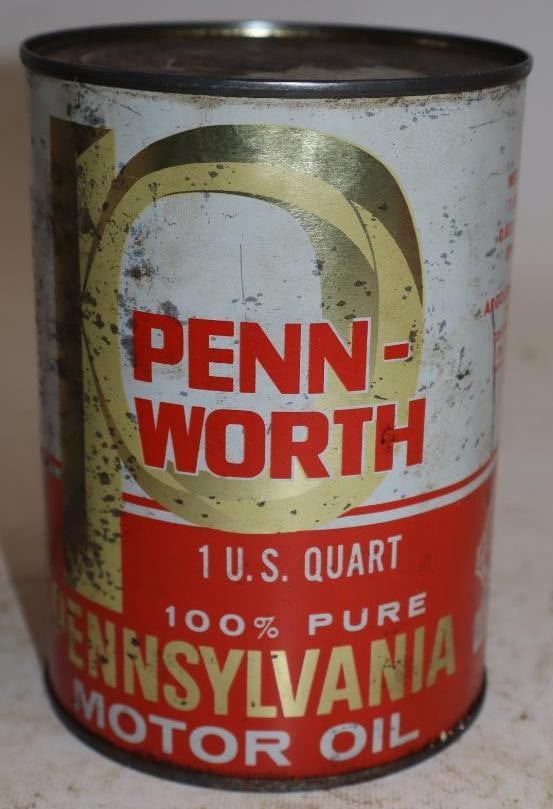 P
PENN-
WORTH
1 U.S. QUART
100% PURE
PENNSYLVANIA
MOTOR OIL